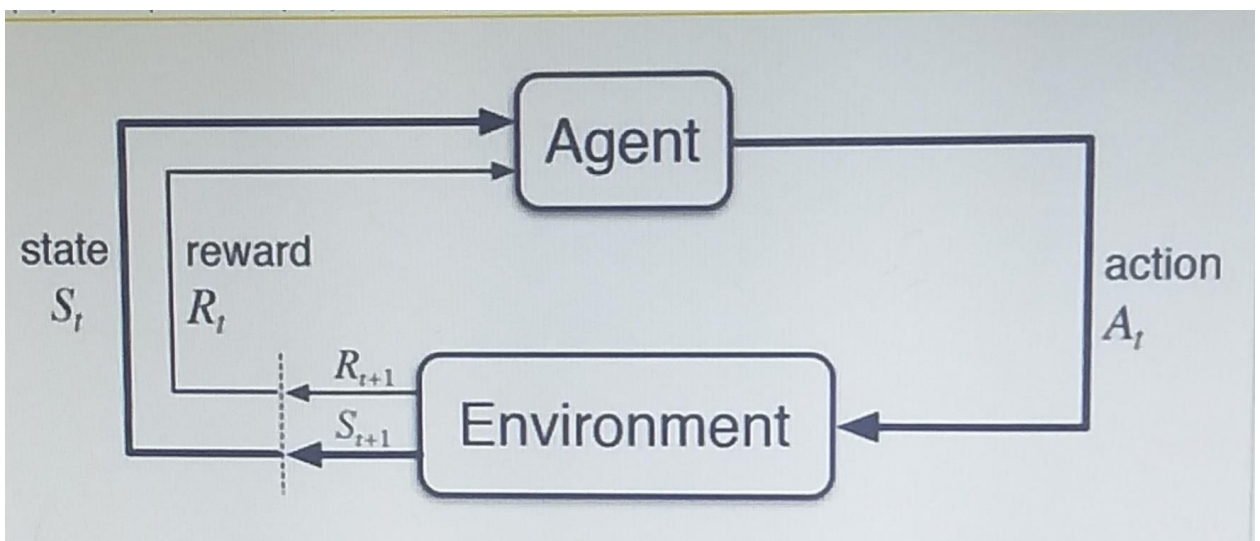 Agent
state
S_t
reward
R_t
action
A_t
R_{t+1}
S_{t+1}
Environment